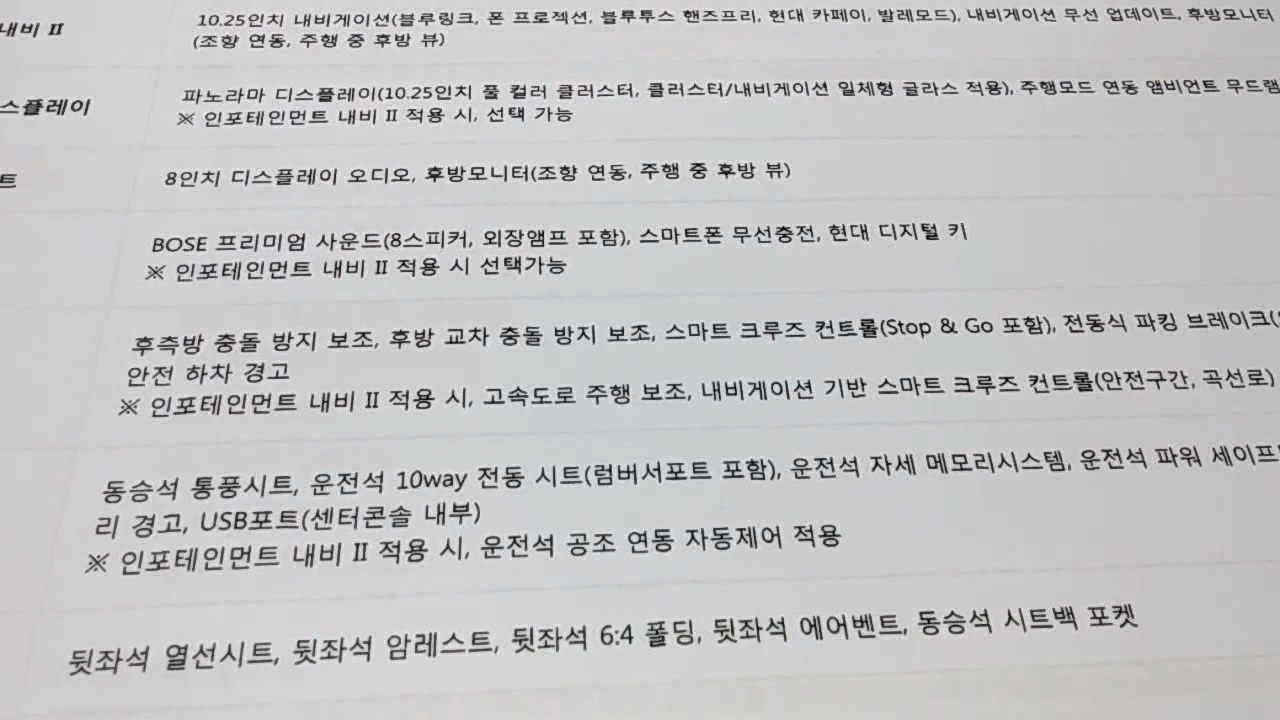 내비 II
10.25인치 내비게이션(블루링크, 폰 프로젝션, 블루투스 핸즈프리, 현대 카페이, 발레모드), 내비게이션 무선 업데이트, 후방모니터
(조향 연동, 주행 중 후방 뷰)
스플레이
파노라마 디스플레이(10.25인치 풀 컬러 클러스터, 클러스터/내비게이션 일체형 글라스 적용), 주행모드 연동 앰비언트 무드램
※ 인포테인먼트 내비 II 적용 시, 선택 가능
트
8인치 디스플레이 오디오, 후방모니터(조향 연동, 주행 중 후방 뷰)
BOSE 프리미엄 사운드(8스피커, 외장앰프 포함), 스마트폰 무선충전, 현대 디지털 키
※ 인포테인먼트 내비 II 적용 시 선택가능
후측방 충돌 방지 보조, 후방 교차 충돌 방지 보조, 스마트 크루즈 컨트롤(Stop & Go 포함), 전동식 파킹 브레이크(
안전 하차 경고
※ 인포테인먼트 내비 II 적용 시, 고속도로 주행 보조, 내비게이션 기반 스마트 크루즈 컨트롤(안전구간, 곡선로)
동승석 통풍시트, 운전석 10way 전동 시트(럼버서포트 포함), 운전석 자세 메모리시스템, 운전석 파워 세이프
리 경고, USB포트(센터콘솔 내부)
※ 인포테인먼트 내비 II 적용 시, 운전석 공조 연동 자동제어 적용
뒷좌석 열선시트, 뒷좌석 암레스트, 뒷좌석 6:4 폴딩, 뒷좌석 에어벤트, 동승석 시트백 포켓